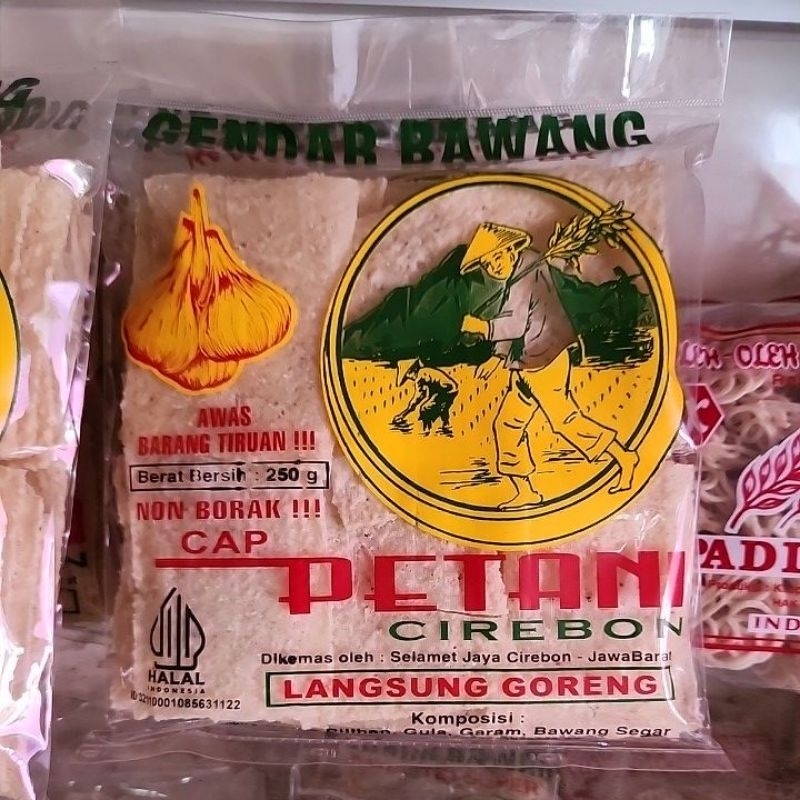 GENDAR BAWANG
AWAS
BARANG TIRUAN !!!
Berat Bersih : 250 g
NON BORAK !!!
CAP
PETANI
CIREBON
Dikemas oleh : Selamet Jaya Cirebon - JawaBarat
HALAL
INDONESIA
LANGSUNG GORENG
Komposisi :
Gula, Garam, Bawang Segar
OLEH
PADI
IND